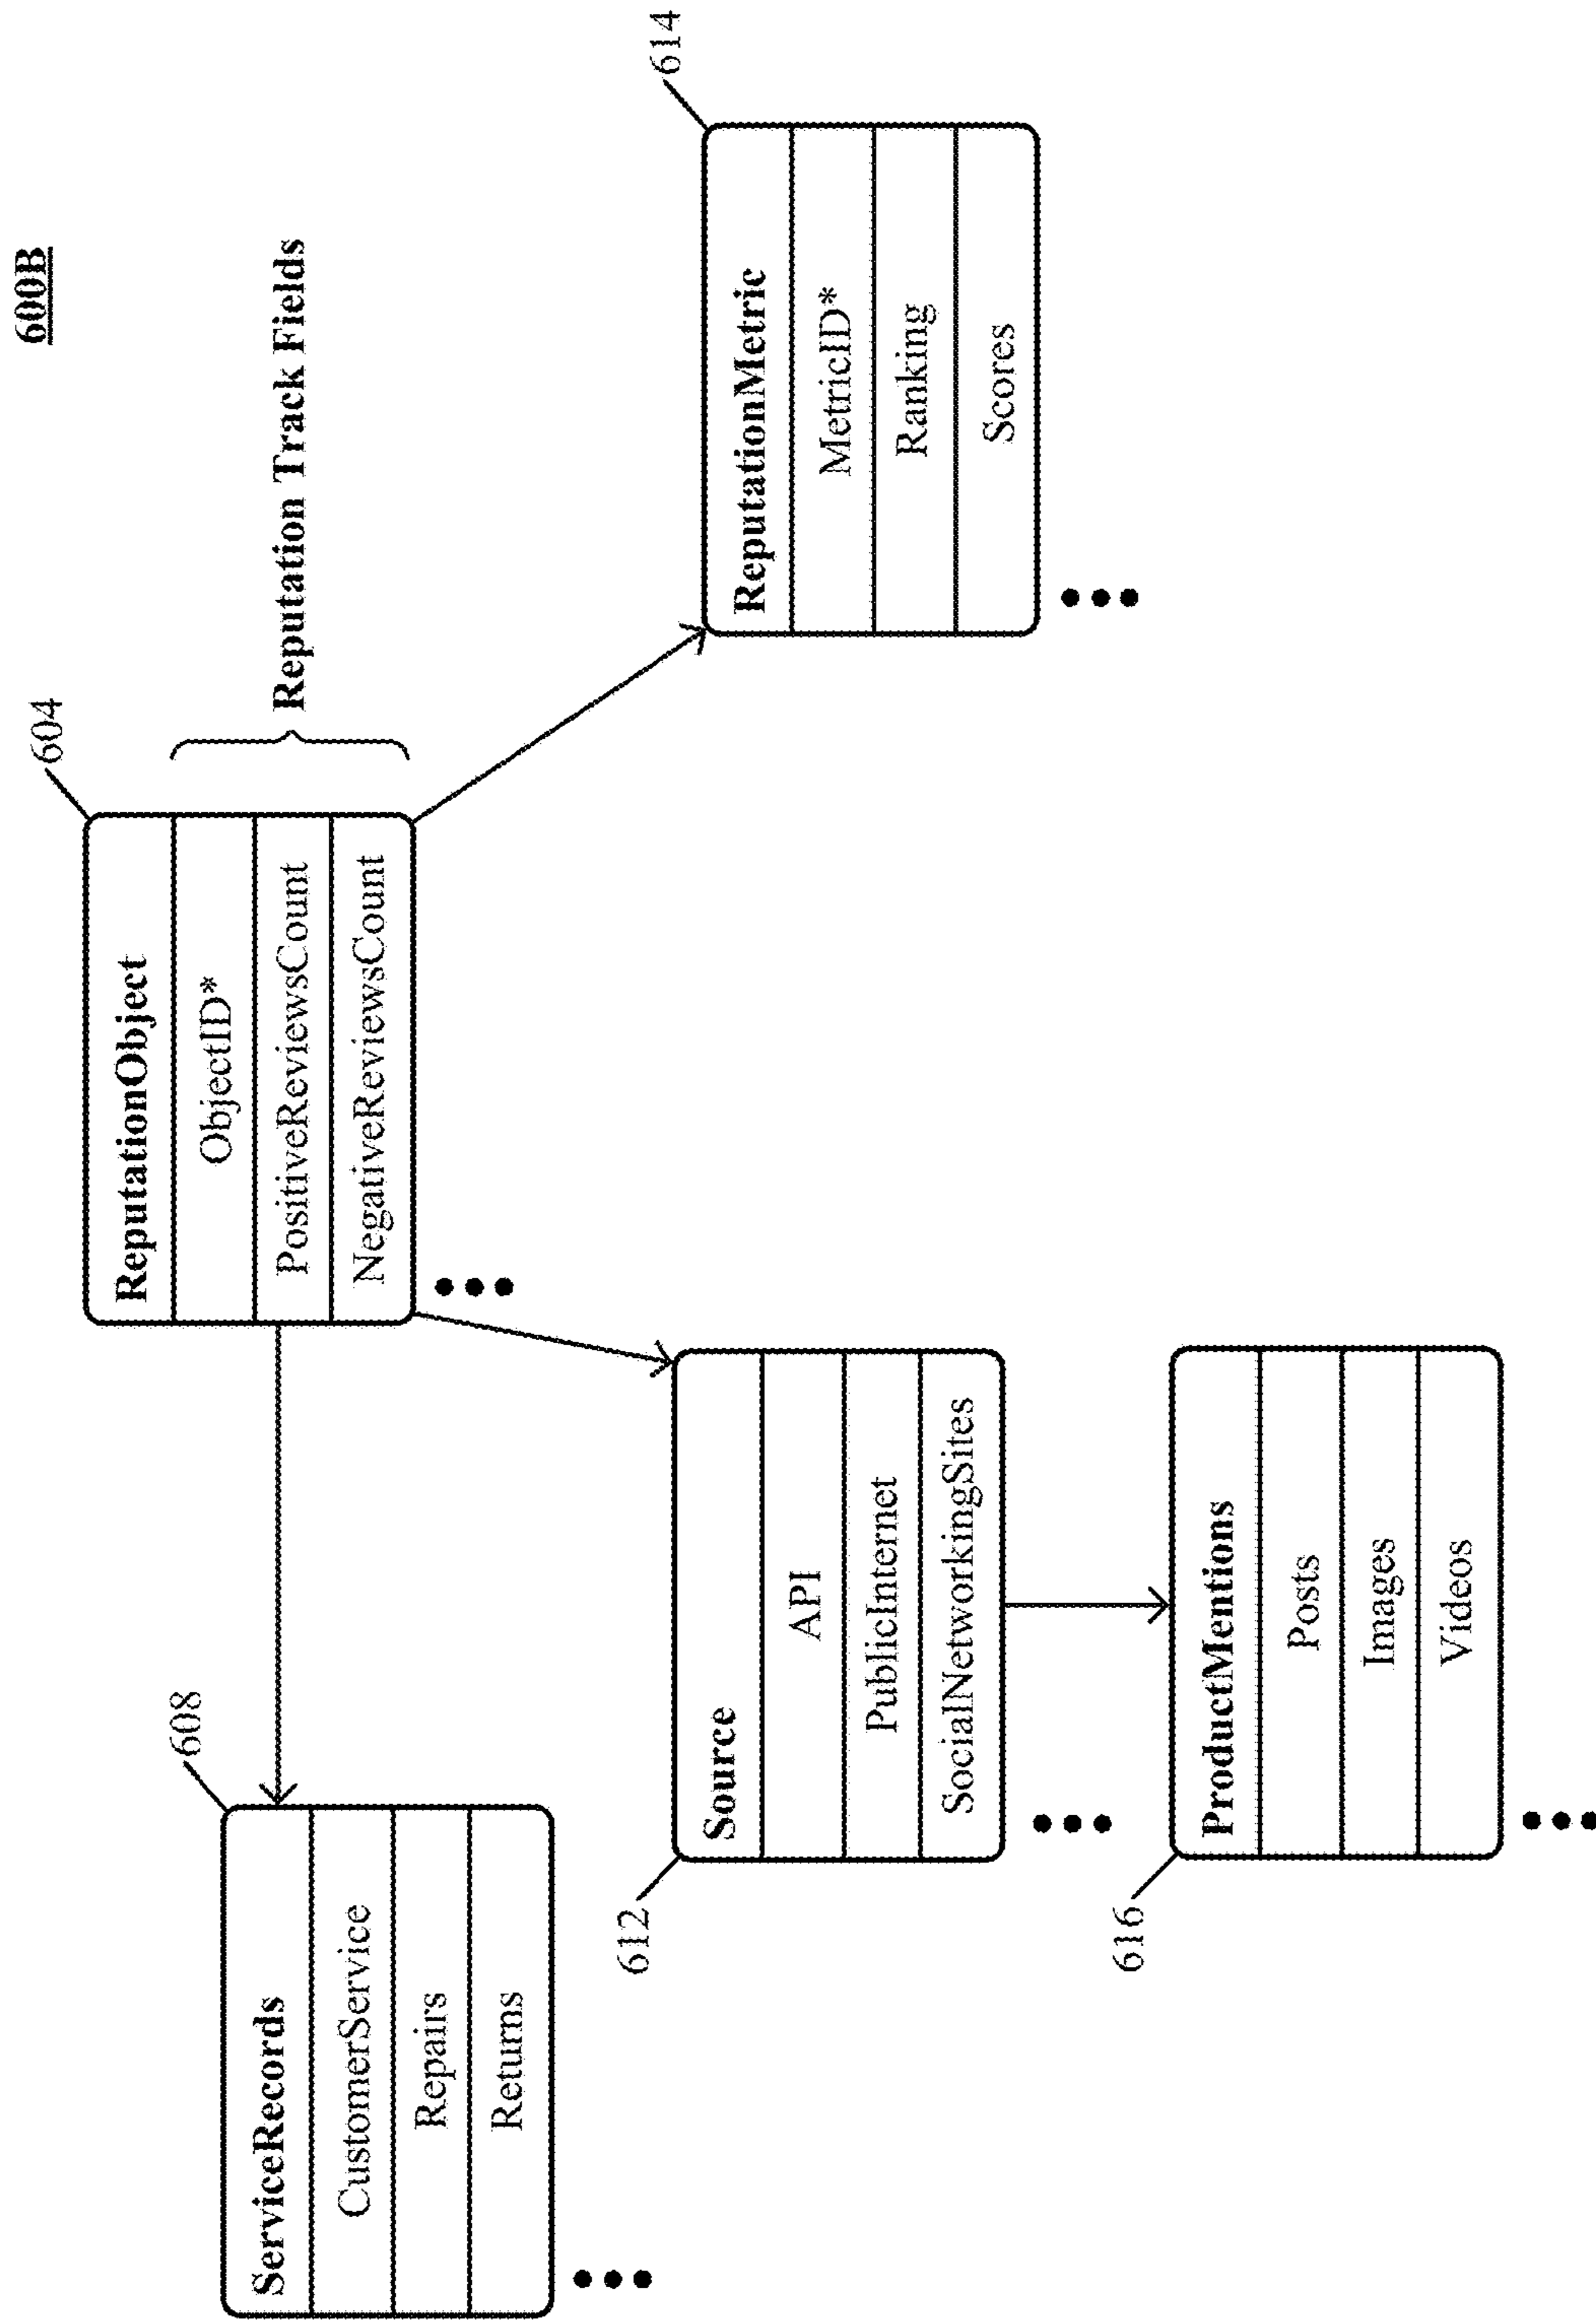 600B
604
ReputationObject
ObjectID*
PositiveReviewsCount
NegativeReviewsCount
Reputation Track Fields
608
ServiceRecords
CustomerService
Repairs
Returns
612
Source
API
PublicInternet
SocialNetworkingSites
614
ReputationMetric
MetricID*
Ranking
Scores
616
ProductMentions
Posts
Images
Videos